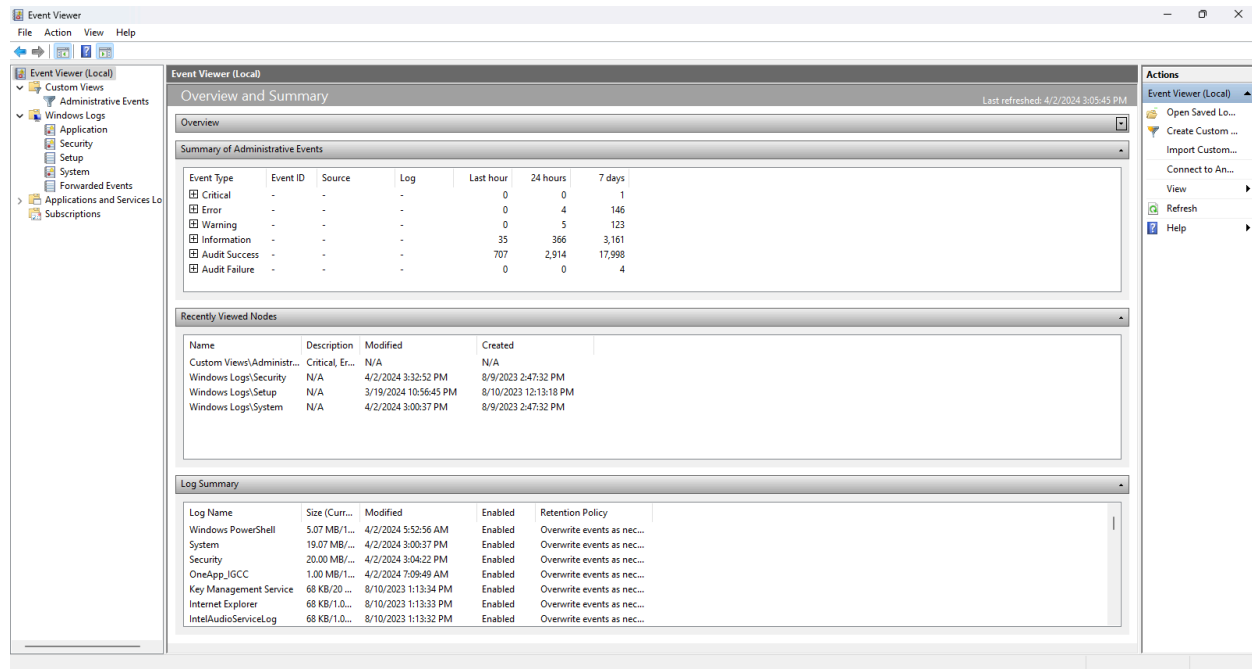 Event Viewer
File Action View Help
Event Viewer (Local)
Custom Views
Administrative Events
Windows Logs
Application
Security
Setup
System
Forwarded Events
Applications and Services Lo
Subscriptions
Event Viewer (Local)
Overview and Summary
Last refreshed: 4/2/2024 3:05:45 PM
Overview
Summary of Administrative Events
Event Type Event ID Source Log Last hour 24 hours 7 days
Critical - - - 0 0 1
Error - - - 0 4 146
Warning - - - 0 5 123
Information - - - 35 366 3,161
Audit Success - - - 707 2,914 17,998
Audit Failure - - - 0 0 4
Recently Viewed Nodes
Name Description Modified Created
Custom Views\Administr... Critical, Er... N/A N/A
Windows Logs\Security N/A 4/2/2024 3:32:52 PM 8/9/2023 2:47:32 PM
Windows Logs\Setup N/A 3/19/2024 10:56:45 PM 8/10/2023 12:13:18 PM
Windows Logs\System N/A 4/2/2024 3:00:37 PM 8/9/2023 2:47:32 PM
Log Summary
Log Name Size (Curr... Modified Enabled Retention Policy
Windows PowerShell 5.07 MB/1... 4/2/2024 5:52:56 AM Enabled Overwrite events as nec...
System 19.07 MB/... 4/2/2024 3:00:37 PM Enabled Overwrite events as nec...
Security 20.00 MB/... 4/2/2024 3:04:22 PM Enabled Overwrite events as nec...
OneApp_IGCC 1.00 MB/1... 4/2/2024 7:09:49 AM Enabled Overwrite events as nec...
Key Management Service 68 KB/20 ... 8/10/2023 1:13:34 PM Enabled Overwrite events as nec...
Internet Explorer 68 KB/1.0... 8/10/2023 1:13:33 PM Enabled Overwrite events as nec...
IntelAudioServiceLog 68 KB/1.0... 8/10/2023 1:13:32 PM Enabled Overwrite events as nec...
Actions
Event Viewer (Local)
Open Saved Lo...
Create Custom ...
Import Custom...
Connect to An...
View
Refresh
Help